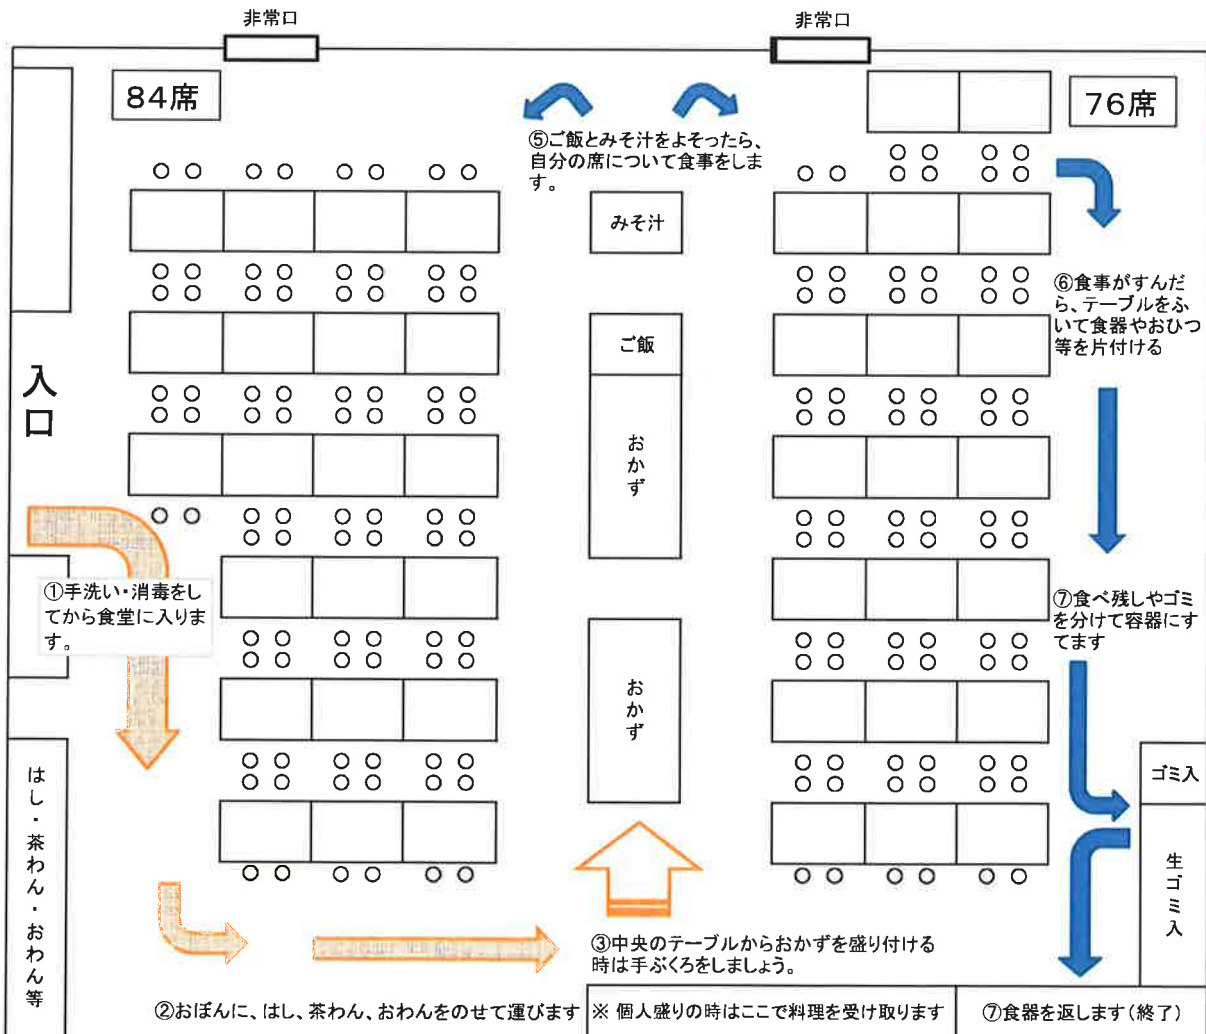 非常口
非常口
84席
76席
⑤ご飯とみそ汁をよそったら、
自分の席について食事をしま
す。
みそ汁
ご飯
おかず
おかず
入口
①手洗い・消毒をし
てから食堂に入りま
す。
はし・茶わん・おわん等
②おぼんに、はし、茶わん、おわんをのせて運びます
③中央のテーブルからおかずを盛り付ける
時は手ぶくろをしましょう。
※ 個人盛りの時はここで料理を受け取ります
⑥食事がすんだ
ら、テーブルをふ
いて食器やおひつ
等を片付ける
⑦食べ残しやゴミ
を分けて容器にす
てます
ゴミ入
生ゴミ入
⑦食器を返します(終了)